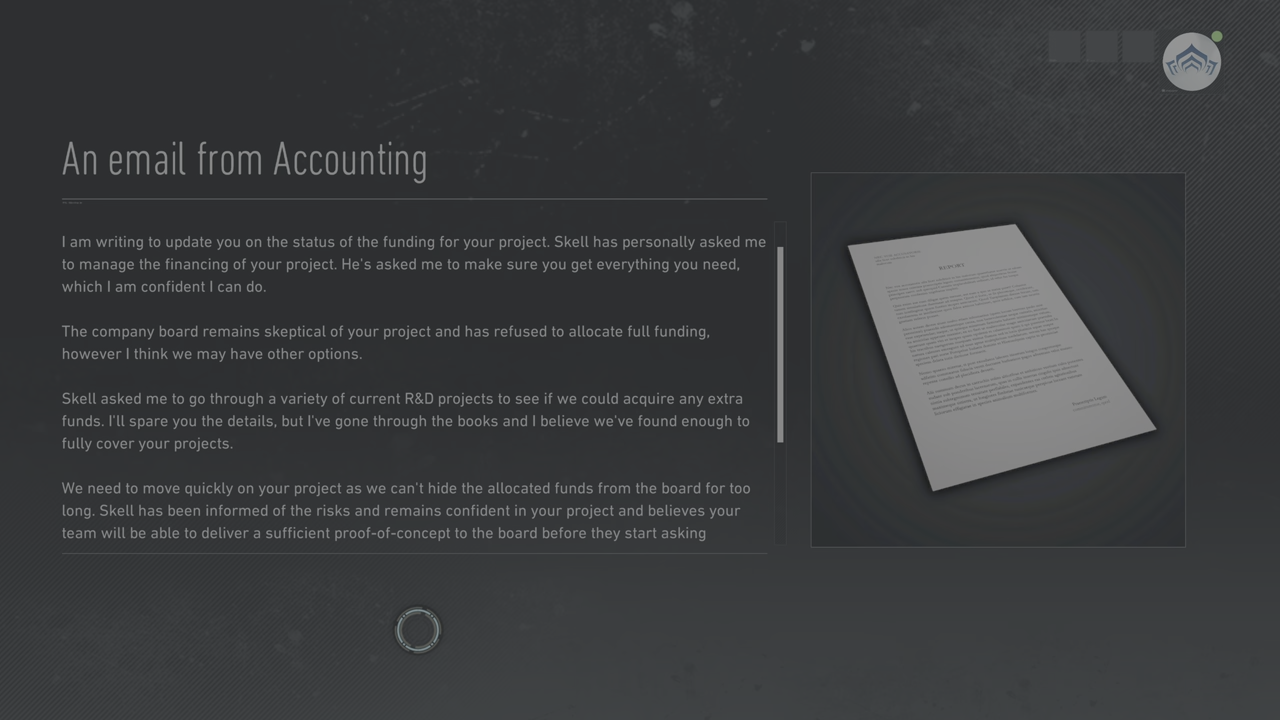 An email from Accounting
I am writing to update you on the status of the funding for your project. Skell has personally asked me
to manage the financing of your project. He's asked me to make sure you get everything you need,
which I am confident I can do.
The company board remains skeptical of your project and has refused to allocate full funding,
however I think we may have other options.
Skell asked me to go through a variety of current R&D projects to see if we could acquire any extra
funds. I'll spare you the details, but I've gone through the books and I believe we've found enough to
fully cover your projects.
We need to move quickly on your project as we can't hide the allocated funds from the board for too
long. Skell has been informed of the risks and remains confident in your project and believes your
team will be able to deliver a sufficient proof-of-concept to the board before they start asking
REPORT